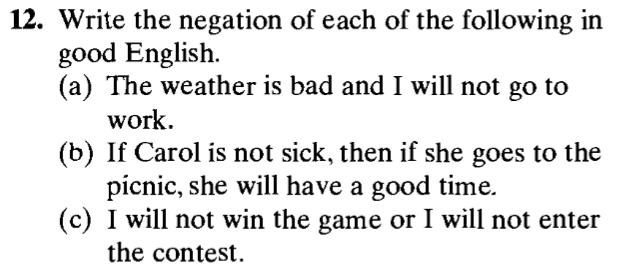 12. Write the negation of each of the following in
good English.
(a) The weather is bad and I will not go to
work.
(b) If Carol is not sick, then if she goes to the
picnic, she will have a good time.
(c) I will not win the game or I will not enter
the contest.